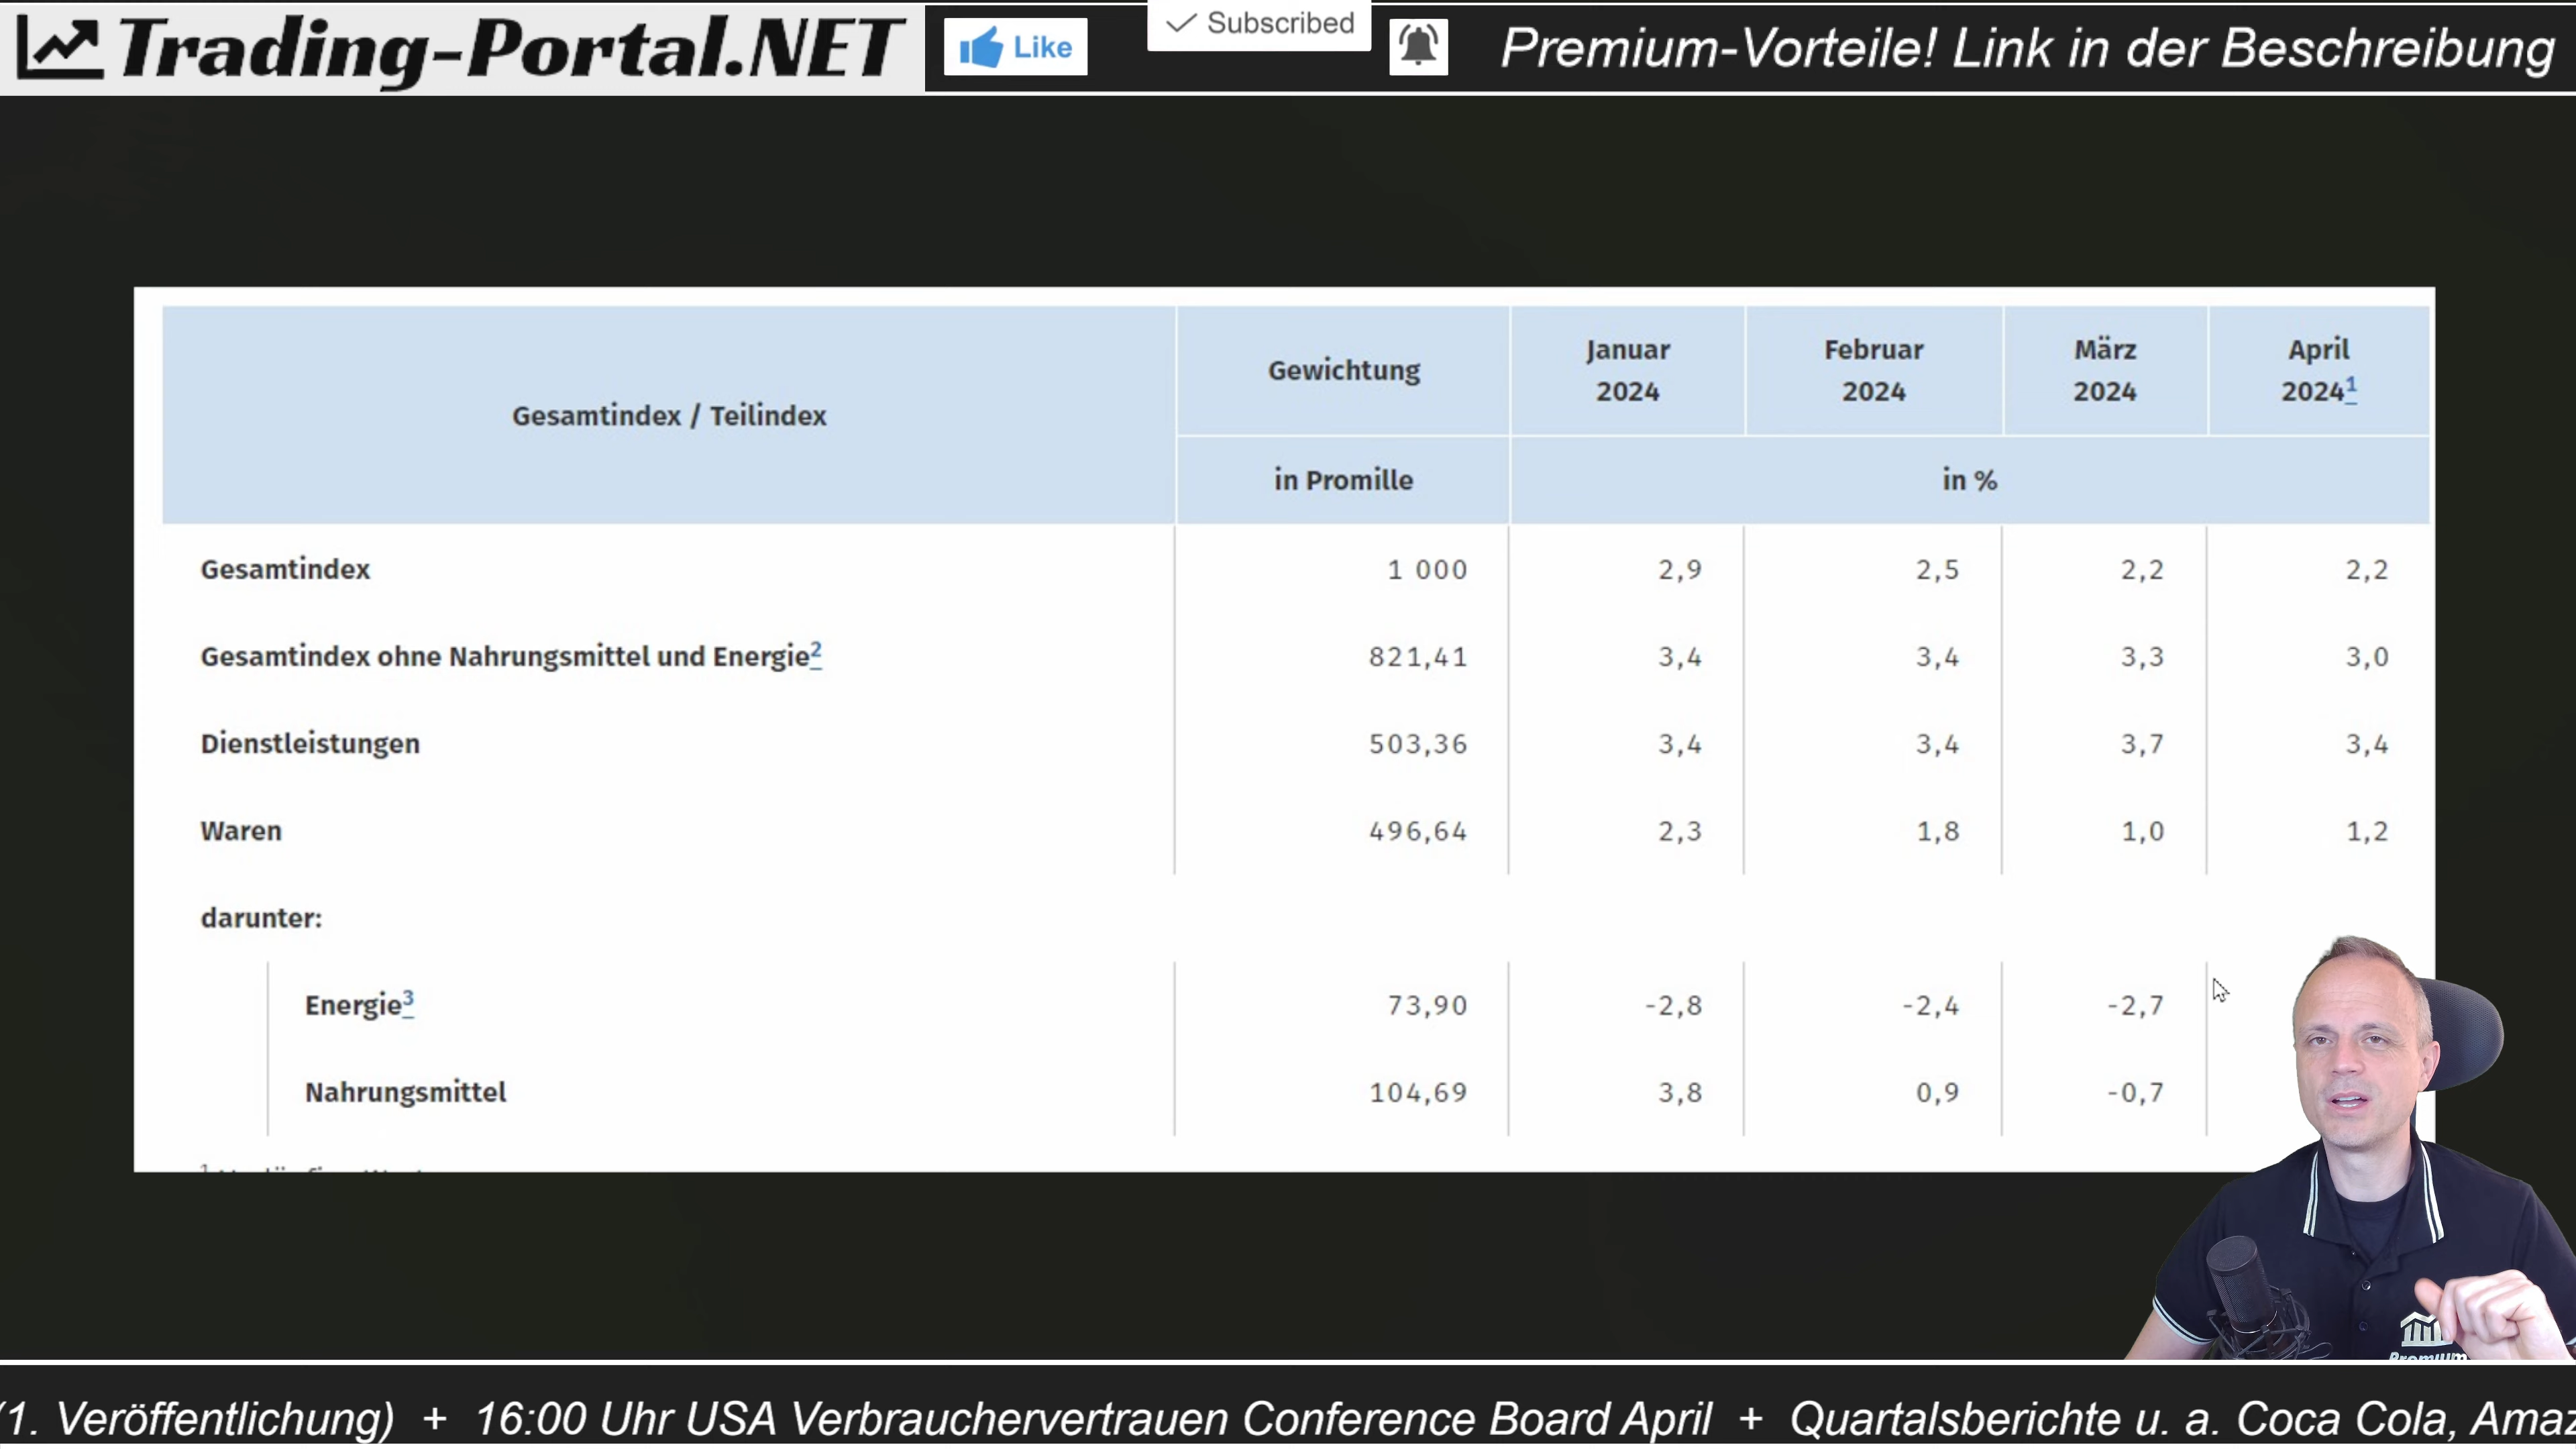 Trading-Portal.NET
Like
Subscribed
Premium-Vorteile! Link in der Beschreibung
Gesamtindex / Teilindex
Gewichtung
Januar 2024
Februar 2024
März 2024
April 2024¹
in Promille
in %
Gesamtindex 1 000 2,9 2,5 2,2 2,2
Gesamtindex ohne Nahrungsmittel und Energie² 821,41 3,4 3,4 3,3 3,0
Dienstleistungen 503,36 3,4 3,4 3,7 3,4
Waren 496,64 2,3 1,8 1,0 1,2
darunter:
Energie³ 73,90 -2,8 -2,4 -2,7
Nahrungsmittel 104,69 3,8 0,9 -0,7
Premium
(1. Veröffentlichung) + 16:00 Uhr USA Verbrauchervertrauen Conference Board April + Quartalsberichte u. a. Coca Cola,